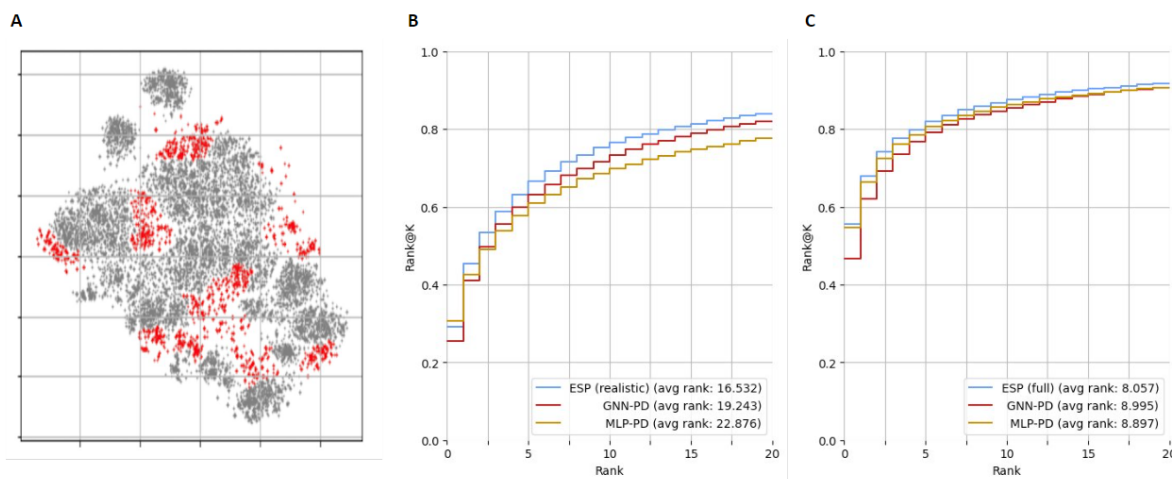 A
B
C
1.0
0.8
0.6
0.4
0.2
0.0
Rank@K
ESP (realistic) (avg rank: 16.532)
GNN-PD (avg rank: 19.243)
MLP-PD (avg rank: 22.876)
0 5 10 15 20
Rank
1.0
0.8
0.6
0.4
0.2
0.0
Rank@K
ESP (full) (avg rank: 8.057)
GNN-PD (avg rank: 8.995)
MLP-PD (avg rank: 8.897)
0 5 10 15 20
Rank